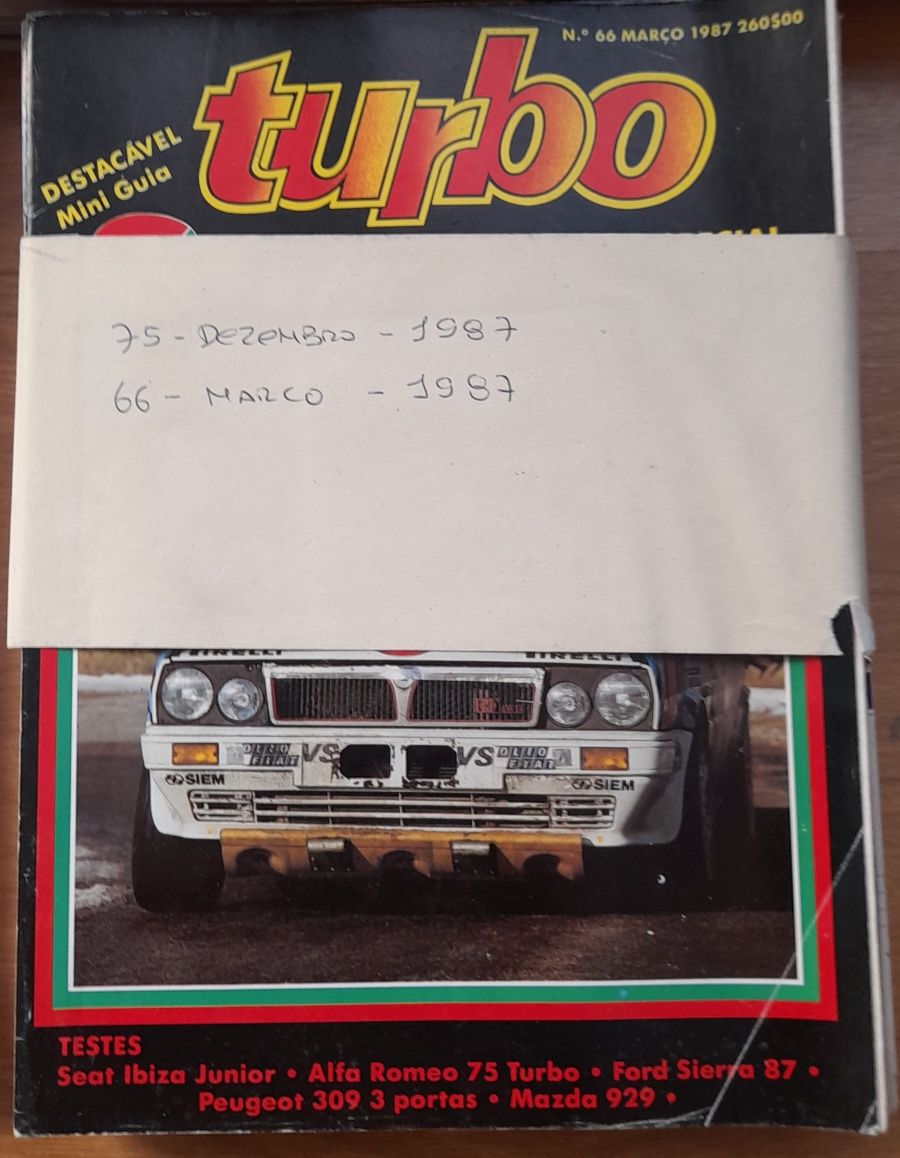 N.º 66 MARÇO 1987 260$00
turbo
DESTACÁVEL
Mini Guia
75 - DEZEMBRO - 1987
66 - MARCO - 1987
PIRELLI PIRELLI
OLIO FIAT VS VS OLIO FIAT
SIEM SIEM
TESTES
Seat Ibiza Junior • Alfa Romeo 75 Turbo • Ford Sierra 87 •
Peugeot 309 3 portas • Mazda 929 •